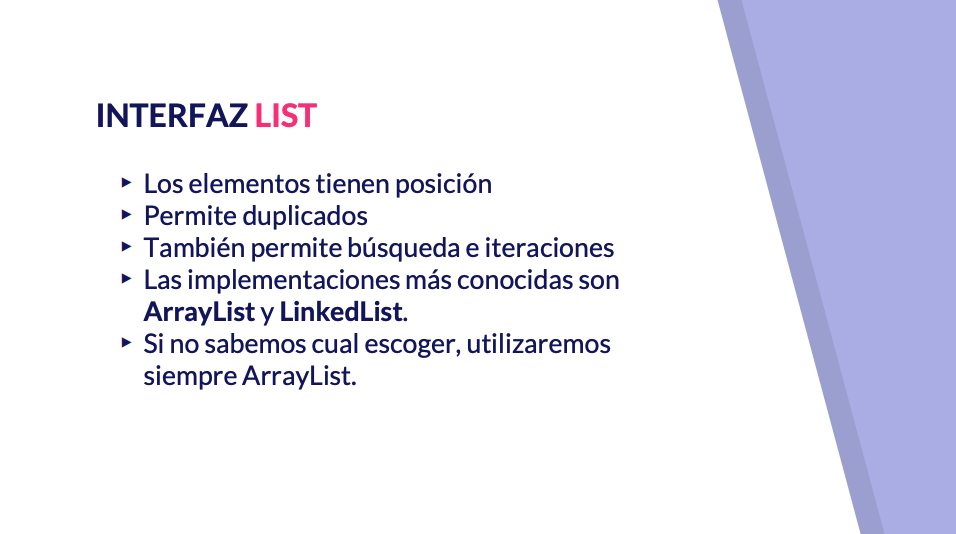 INTERFAZ LIST
▸ Los elementos tienen posición
▸ Permite duplicados
▸ También permite búsqueda e iteraciones
▸ Las implementaciones más conocidas son
ArrayList y LinkedList.
▸ Si no sabemos cual escoger, utilizaremos
siempre ArrayList.